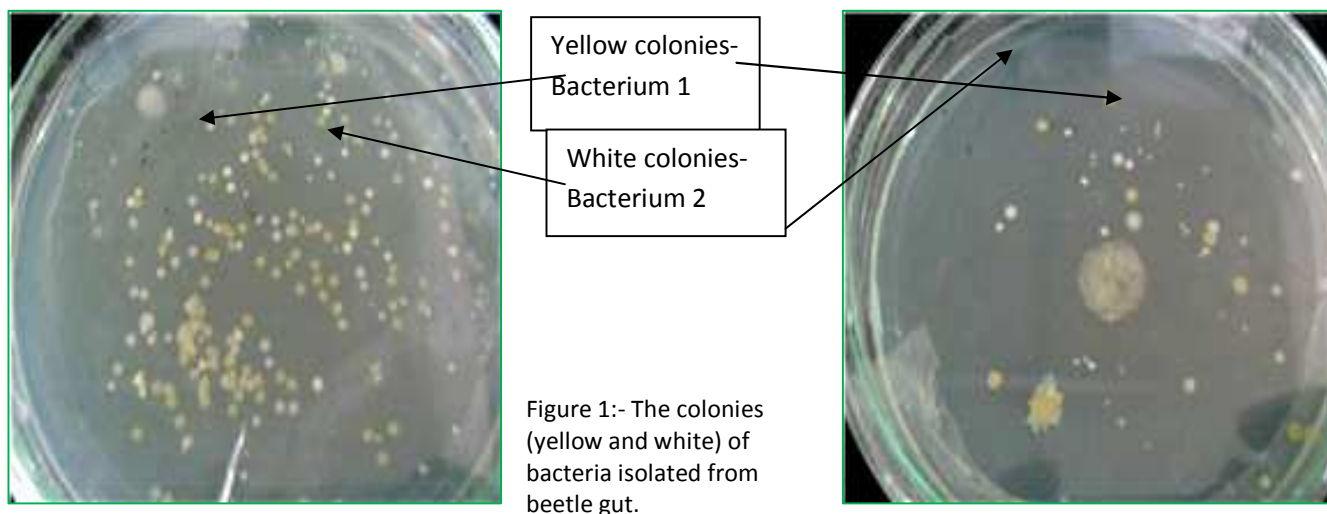 Yellow colonies-
Bacterium 1
White colonies-
Bacterium 2
Figure 1:- The colonies
(yellow and white) of
bacteria isolated from
beetle gut.